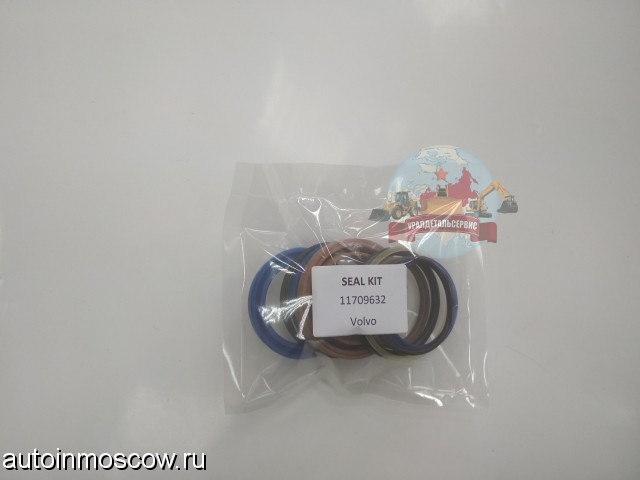 УРАЛДЕТАЛЬСЕРВИС
SEAL KIT
11709632
Volvo
autoinmoscow.ru